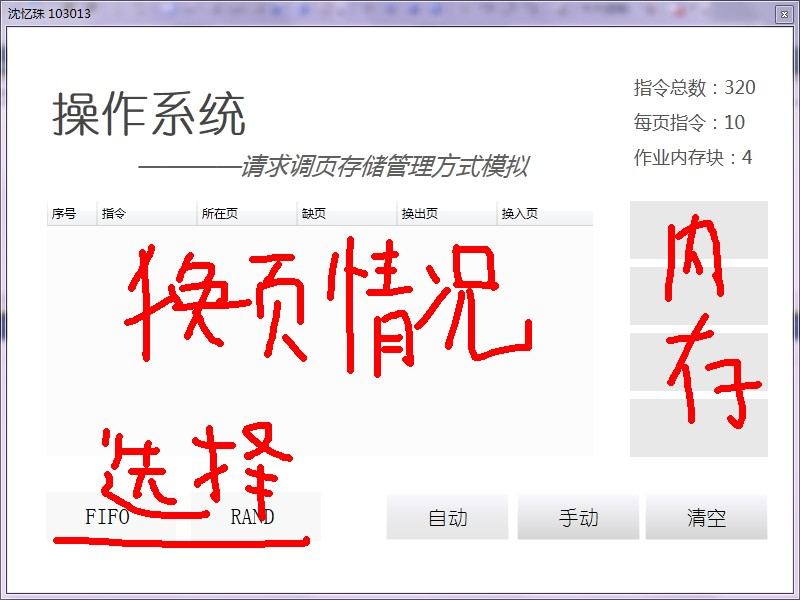 沈忆珠 103013
操作系统
————请求调页存储管理方式模拟
指令总数：320
每页指令：10
作业内存块：4
序号 指令 所在页 缺页 换出页 换入页
换页情况
内存
选择
FIFO RAND 自动 手动 清空